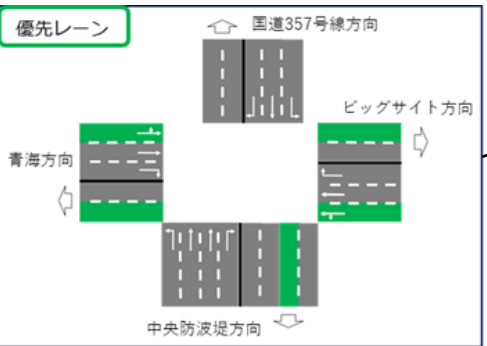 優先レーン
国道357号線方向
ビッグサイト方向
青海方向
中央防波堤方向